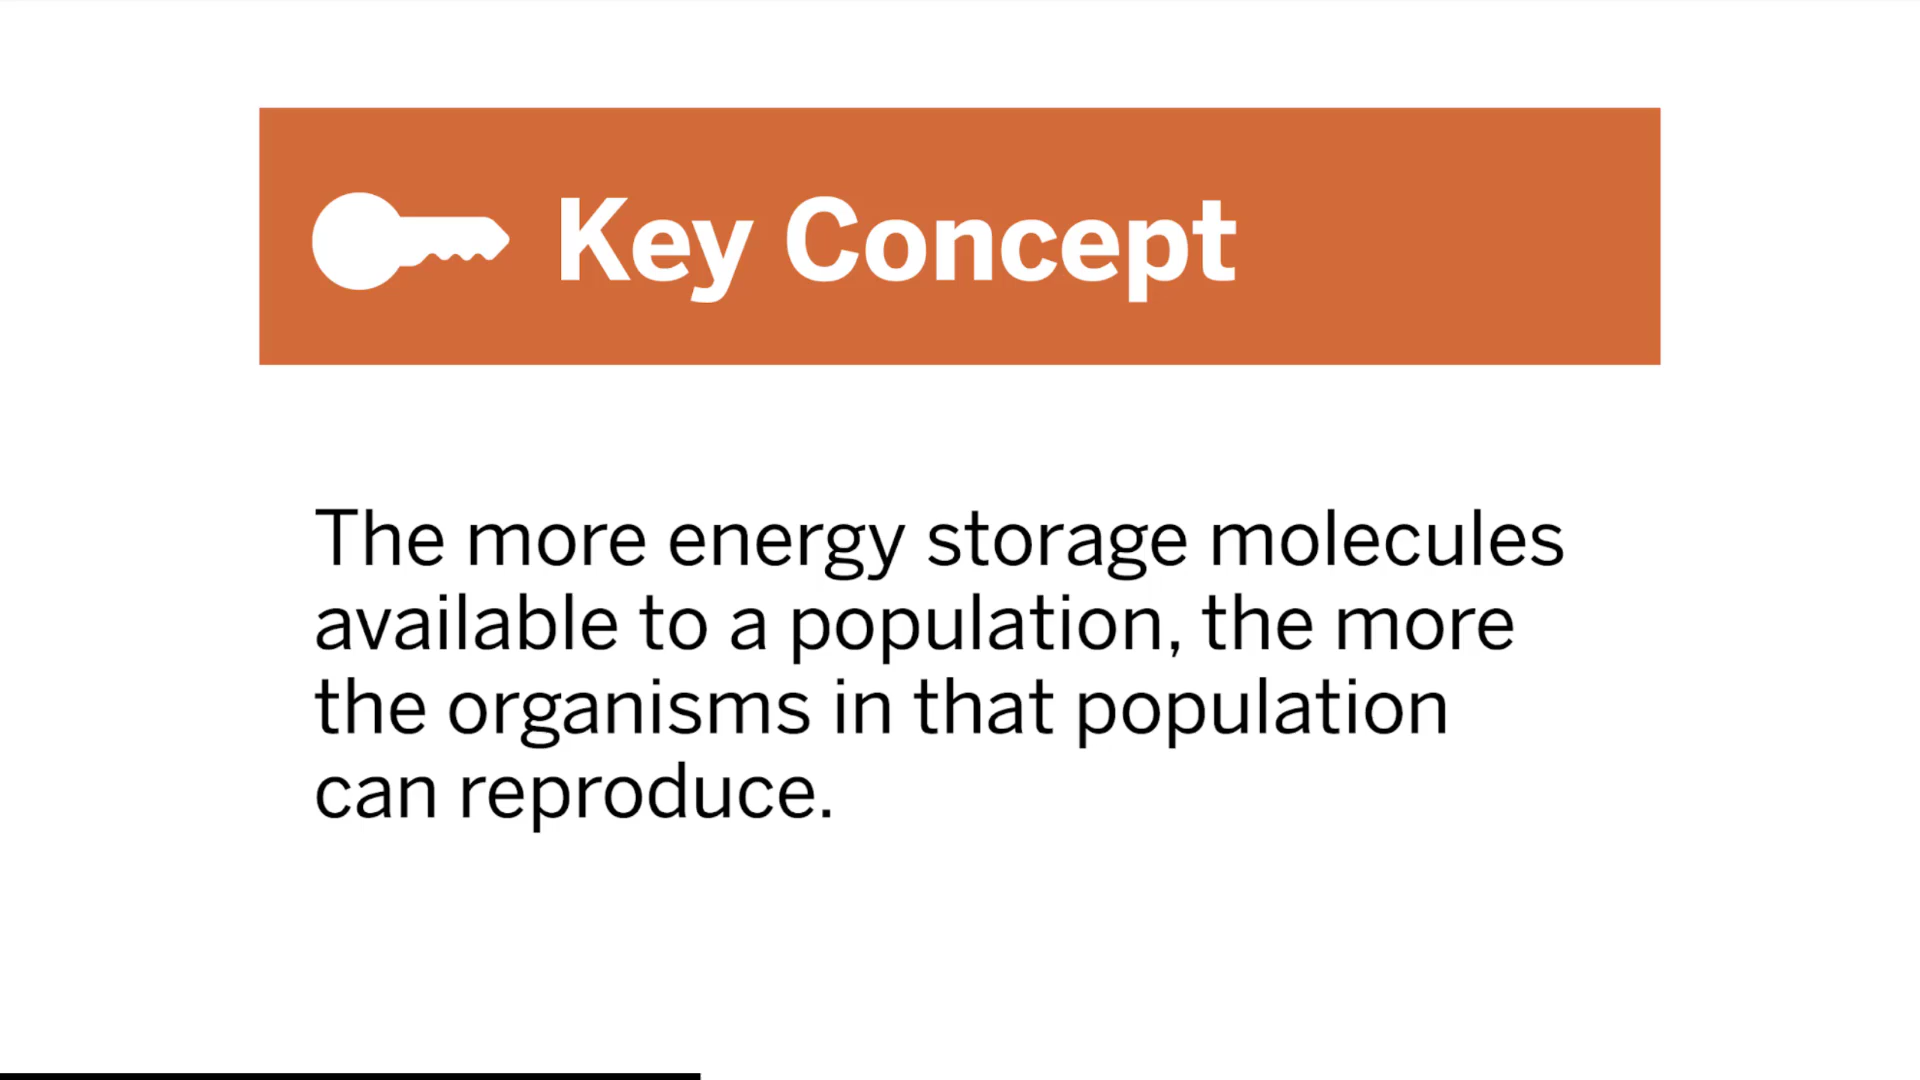 Key Concept
The more energy storage molecules
available to a population, the more
the organisms in that population
can reproduce.